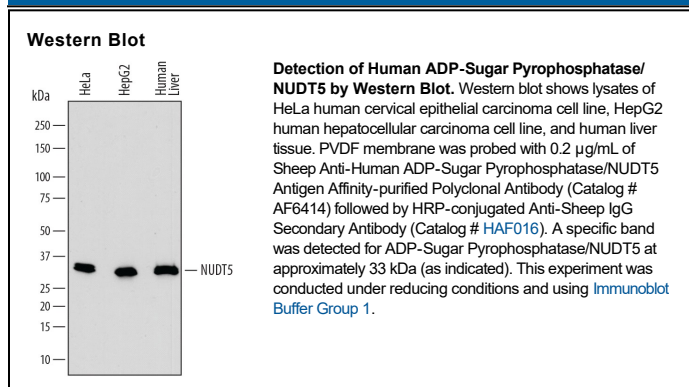 Western Blot
kDa
HeLa
HepG2
Human
Liver
250
150
100
75
50
37
25
20
15
10
NUDT5
Detection of Human ADP-Sugar Pyrophosphatase/
NUDT5 by Western Blot. Western blot shows lysates of
HeLa human cervical epithelial carcinoma cell line, HepG2
human hepatocellular carcinoma cell line, and human liver
tissue. PVDF membrane was probed with 0.2 µg/mL of
Sheep Anti-Human ADP-Sugar Pyrophosphatase/NUDT5
Antigen Affinity-purified Polyclonal Antibody (Catalog #
AF6414) followed by HRP-conjugated Anti-Sheep IgG
Secondary Antibody (Catalog # HAF016). A specific band
was detected for ADP-Sugar Pyrophosphatase/NUDT5 at
approximately 33 kDa (as indicated). This experiment was
conducted under reducing conditions and using Immunoblot
Buffer Group 1.